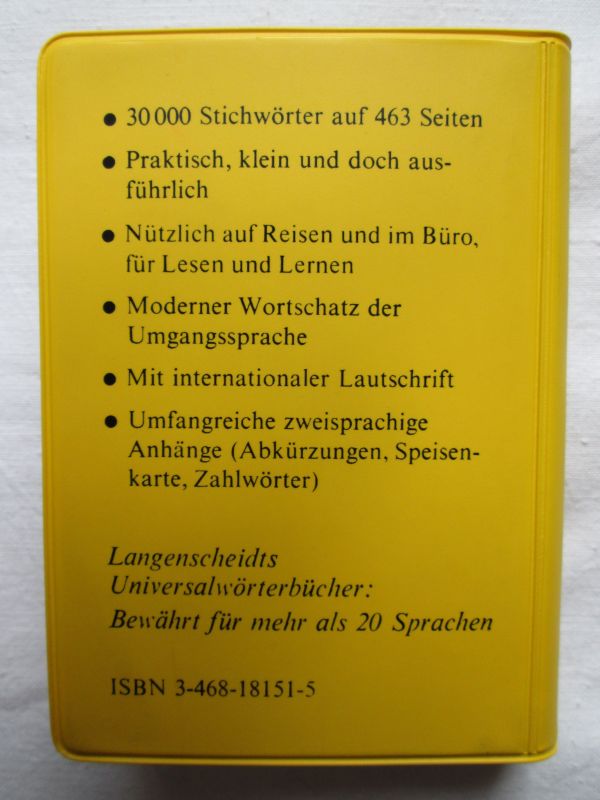 • 30 000 Stichwörter auf 463 Seiten
• Praktisch, klein und doch aus-
führlich
• Nützlich auf Reisen und im Büro,
für Lesen und Lernen
• Moderner Wortschatz der
Umgangssprache
• Mit internationaler Lautschrift
• Umfangreiche zweisprachige
Anhänge (Abkürzungen, Speisen-
karte, Zahlwörter)
Langenscheidts
Universalwörterbücher:
Bewährt für mehr als 20 Sprachen
ISBN 3-468-18151-5